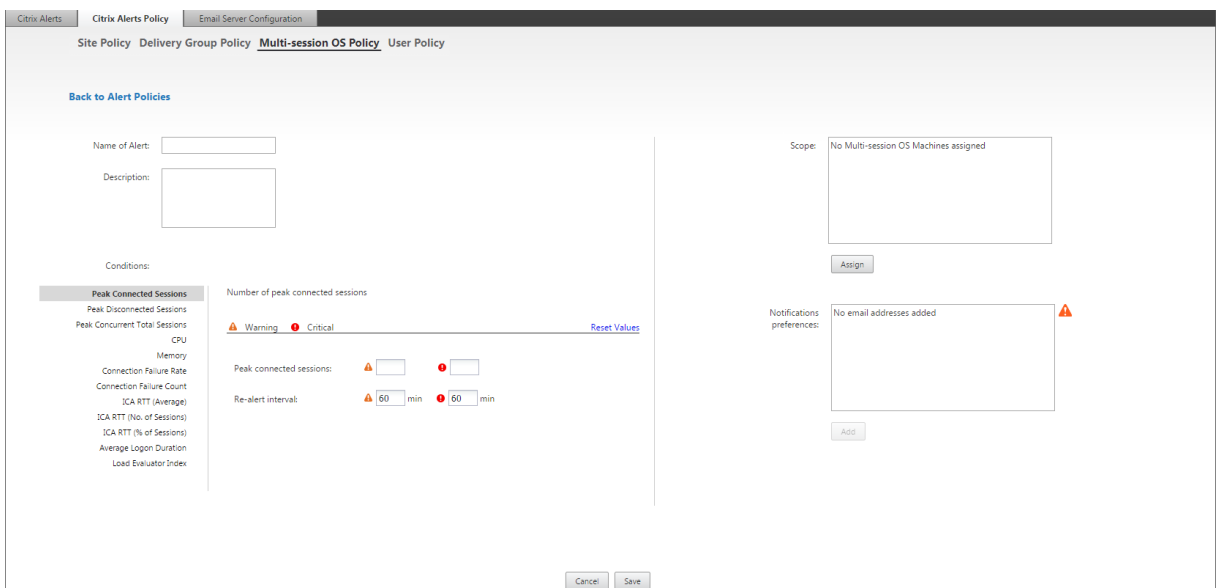 Citrix Alerts Citrix Alerts Policy Email Server Configuration
Site Policy Delivery Group Policy Multi-session OS Policy User Policy
Back to Alert Policies
Name of Alert:
Description:
Conditions:
Peak Connected Sessions
Peak Disconnected Sessions
Peak Concurrent Total Sessions
CPU
Memory
Connection Failure Rate
Connection Failure Count
ICA RTT (Average)
ICA RTT (No. of Sessions)
ICA RTT (% of Sessions)
Average Logon Duration
Load Evaluator Index
Number of peak connected sessions
Warning Critical Reset Values
Peak connected sessions:
Re-alert interval: 60 min 60 min
Scope: No Multi-session OS Machines assigned
Assign
Notifications preferences: No email addresses added
Add
Cancel Save